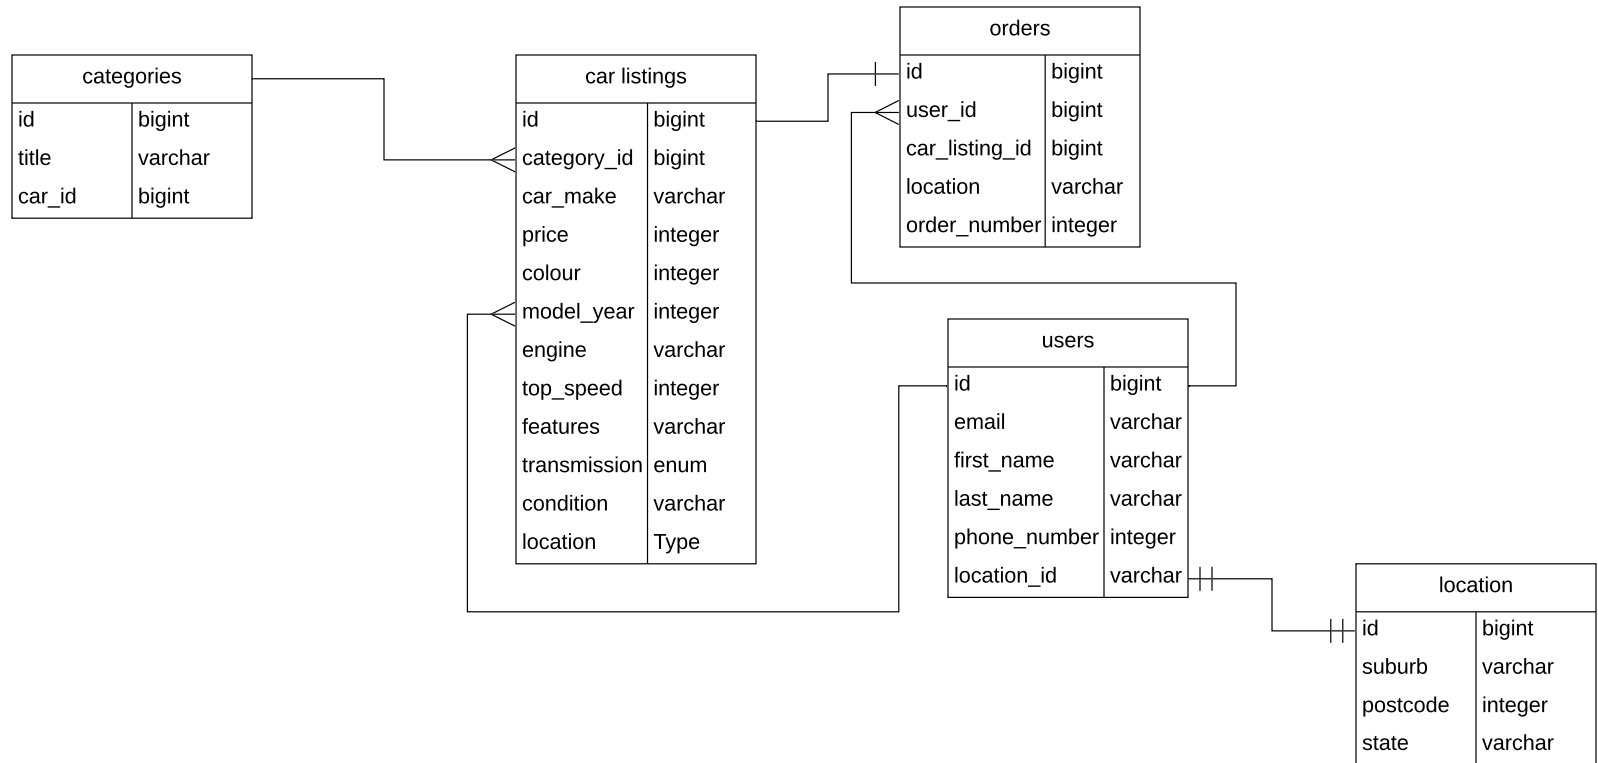 categories
id bigint
title varchar
car_id bigint
car listings
id bigint
category_id bigint
car_make varchar
price integer
colour integer
model_year integer
engine varchar
top_speed integer
features varchar
transmission enum
condition varchar
location Type
orders
id bigint
user_id bigint
car_listing_id bigint
location varchar
order_number integer
users
id bigint
email varchar
first_name varchar
last_name varchar
phone_number integer
location_id varchar
location
id bigint
suburb varchar
postcode integer
state varchar